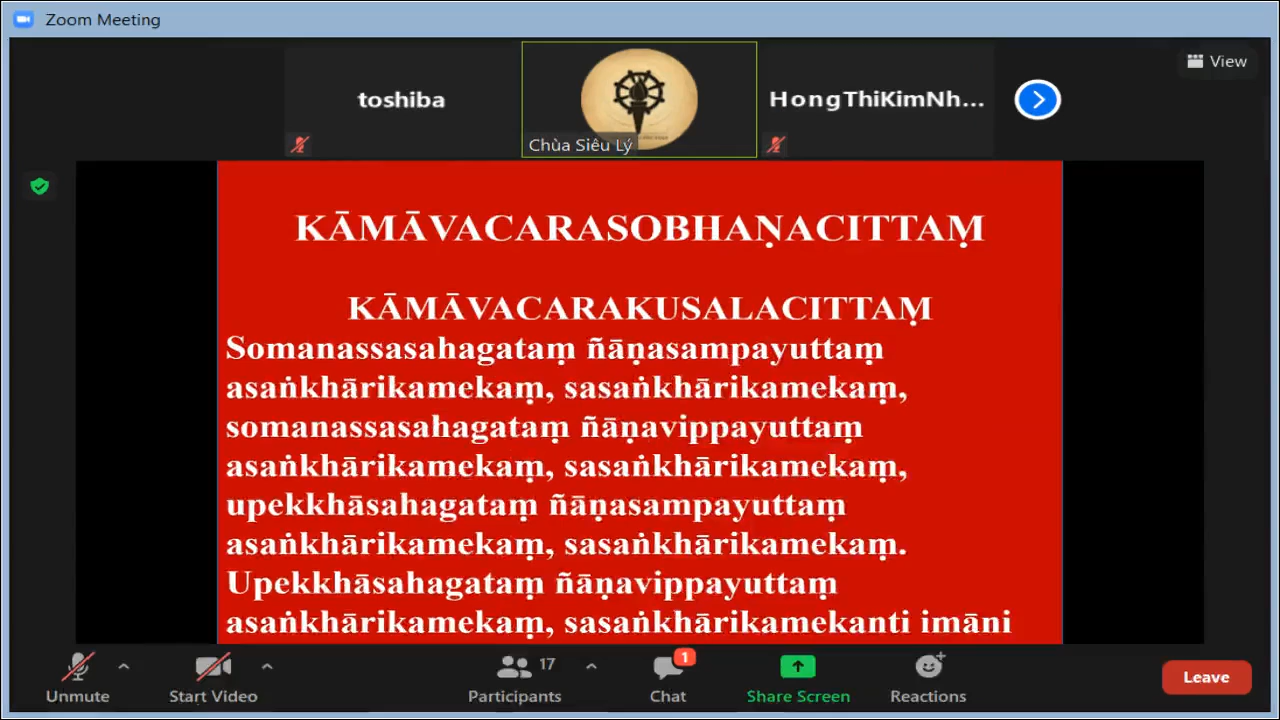 Zoom Meeting
View
toshiba
Chùa Siêu Lý
HongThiKimNh...
KĀMĀVACARASOBHAṆACITTAṂ
KĀMĀVACARAKUSALACITTAṂ
Somanassasahagataṃ ñāṇasampayuttaṃ
asaṅkhārikamekaṃ, sasaṅkhārikamekaṃ,
somanassasahagataṃ ñāṇavippayuttaṃ
asaṅkhārikamekaṃ, sasaṅkhārikamekaṃ,
upekkhāsahagataṃ ñāṇasampayuttaṃ
asaṅkhārikamekaṃ, sasaṅkhārikamekaṃ.
Upekkhāsahagataṃ ñāṇavippayuttaṃ
asaṅkhārikamekaṃ, sasaṅkhārikamekanti imāni
Unmute
Start Video
17
Participants
1
Chat
Share Screen
Reactions
Leave